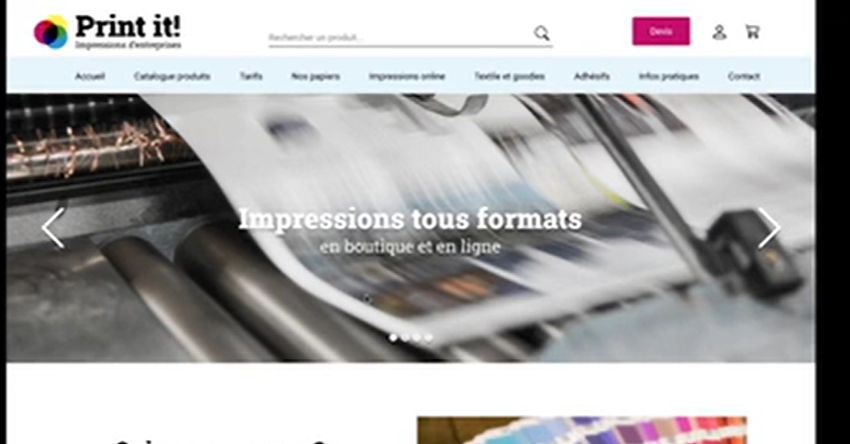 Print it!
Impressions d'entreprises
Rechercher un produit...
Devis
Accueil
Catalogue produits
Tarifs
Nos papiers
Impressions online
Textile et goodies
Adhésifs
Infos pratiques
Contact
Impressions tous formats
en boutique et en ligne